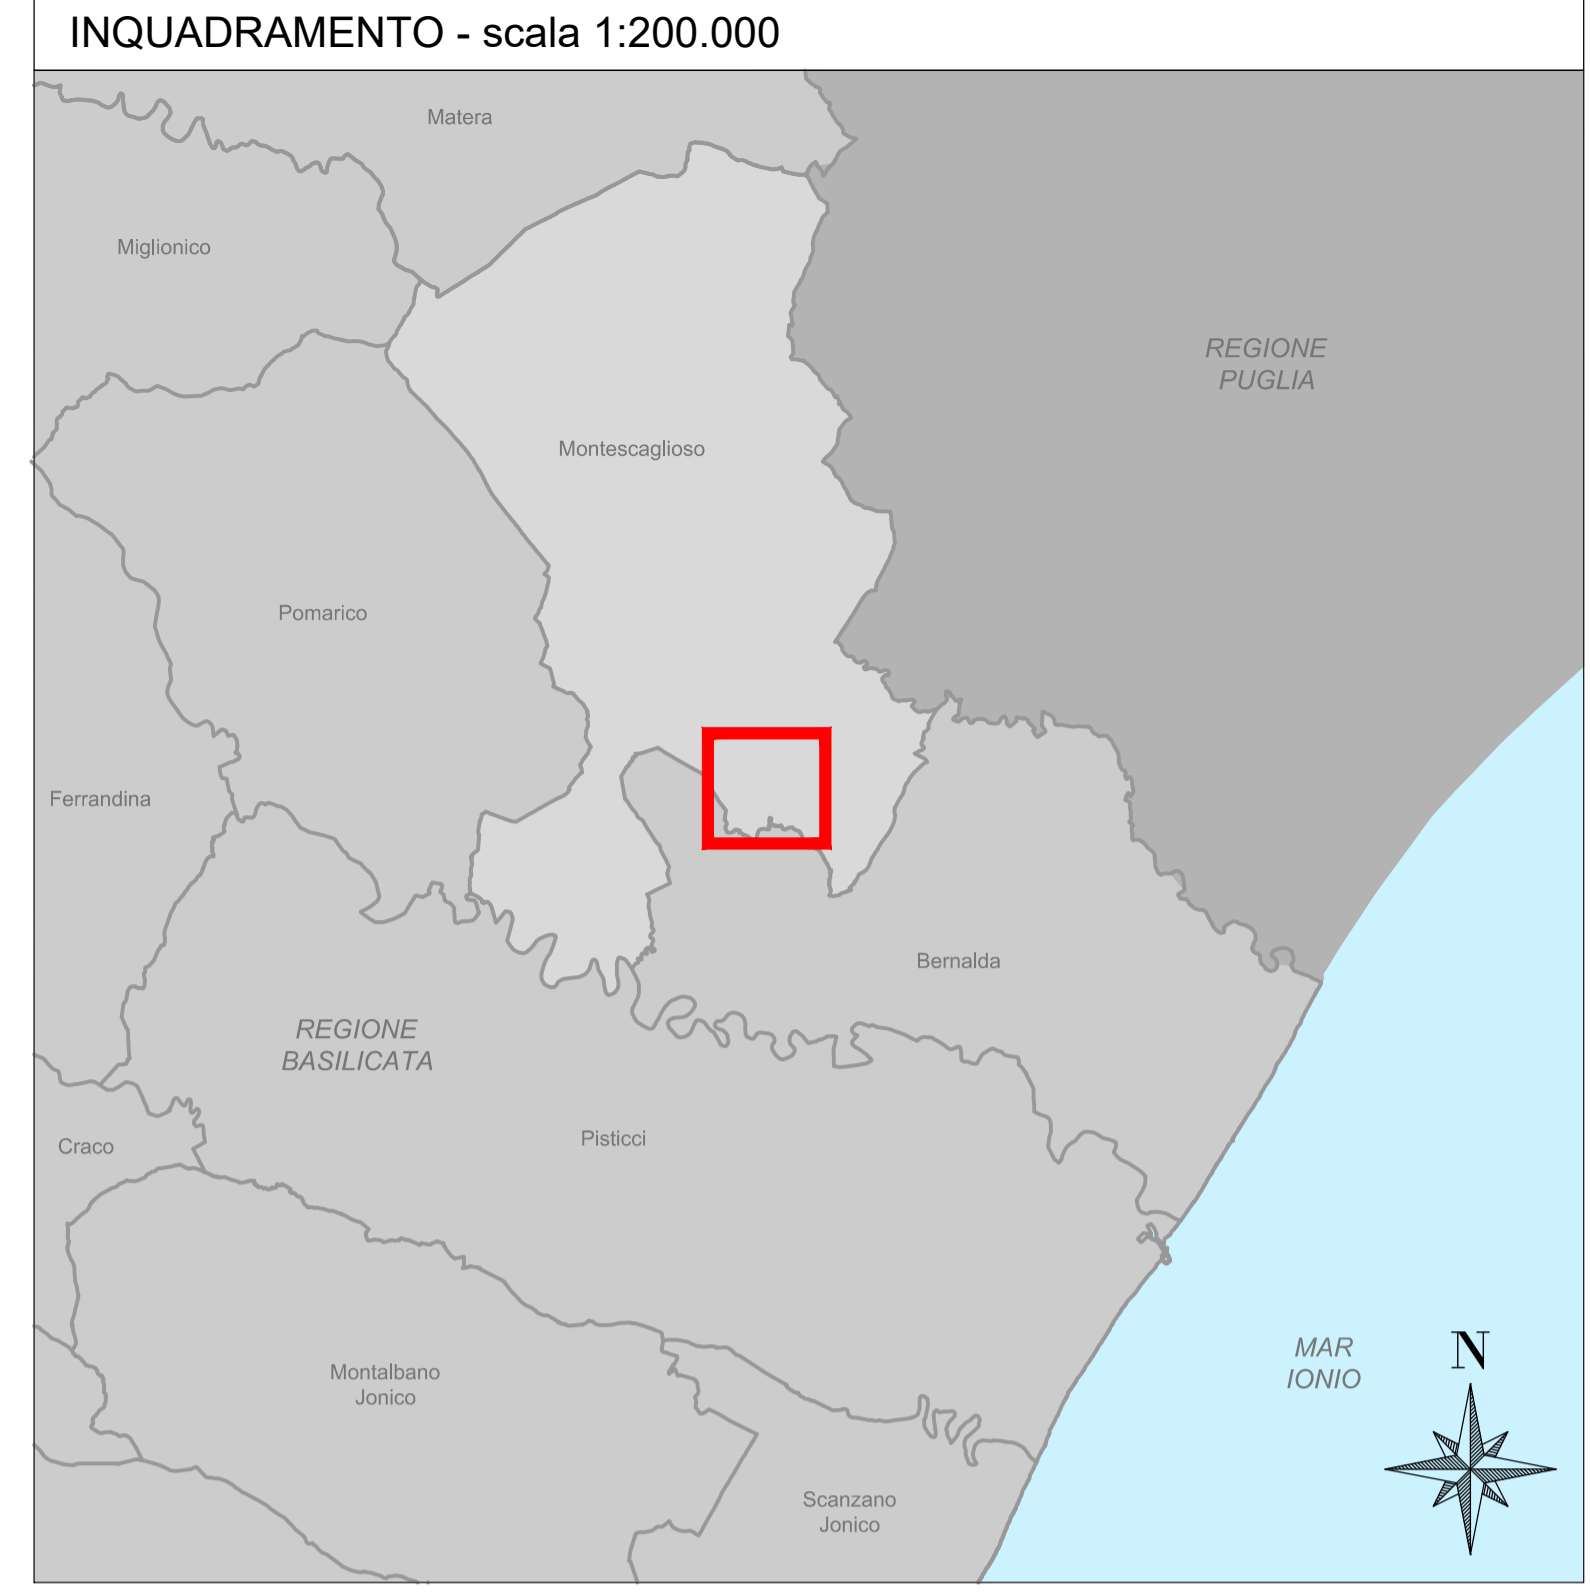 INQUADRAMENTO - scala 1:200.000
Matera
Miglionico
REGIONE
PUGLIA
Montescaglioso
Pomarico
Ferrandina
Bernalda
REGIONE
BASILICATA
Pisticci
Craco
MAR
IONIO
N
Montalbano
Jonico
Scanzano
Jonico